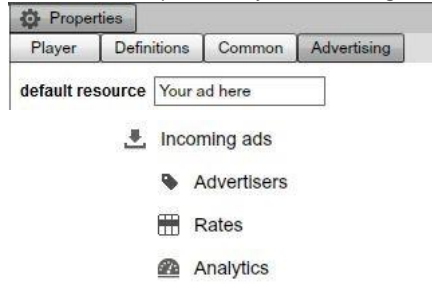 Properties
Player Definitions Common Advertising
default resource Your ad here
Incoming ads
Advertisers
Rates
Analytics